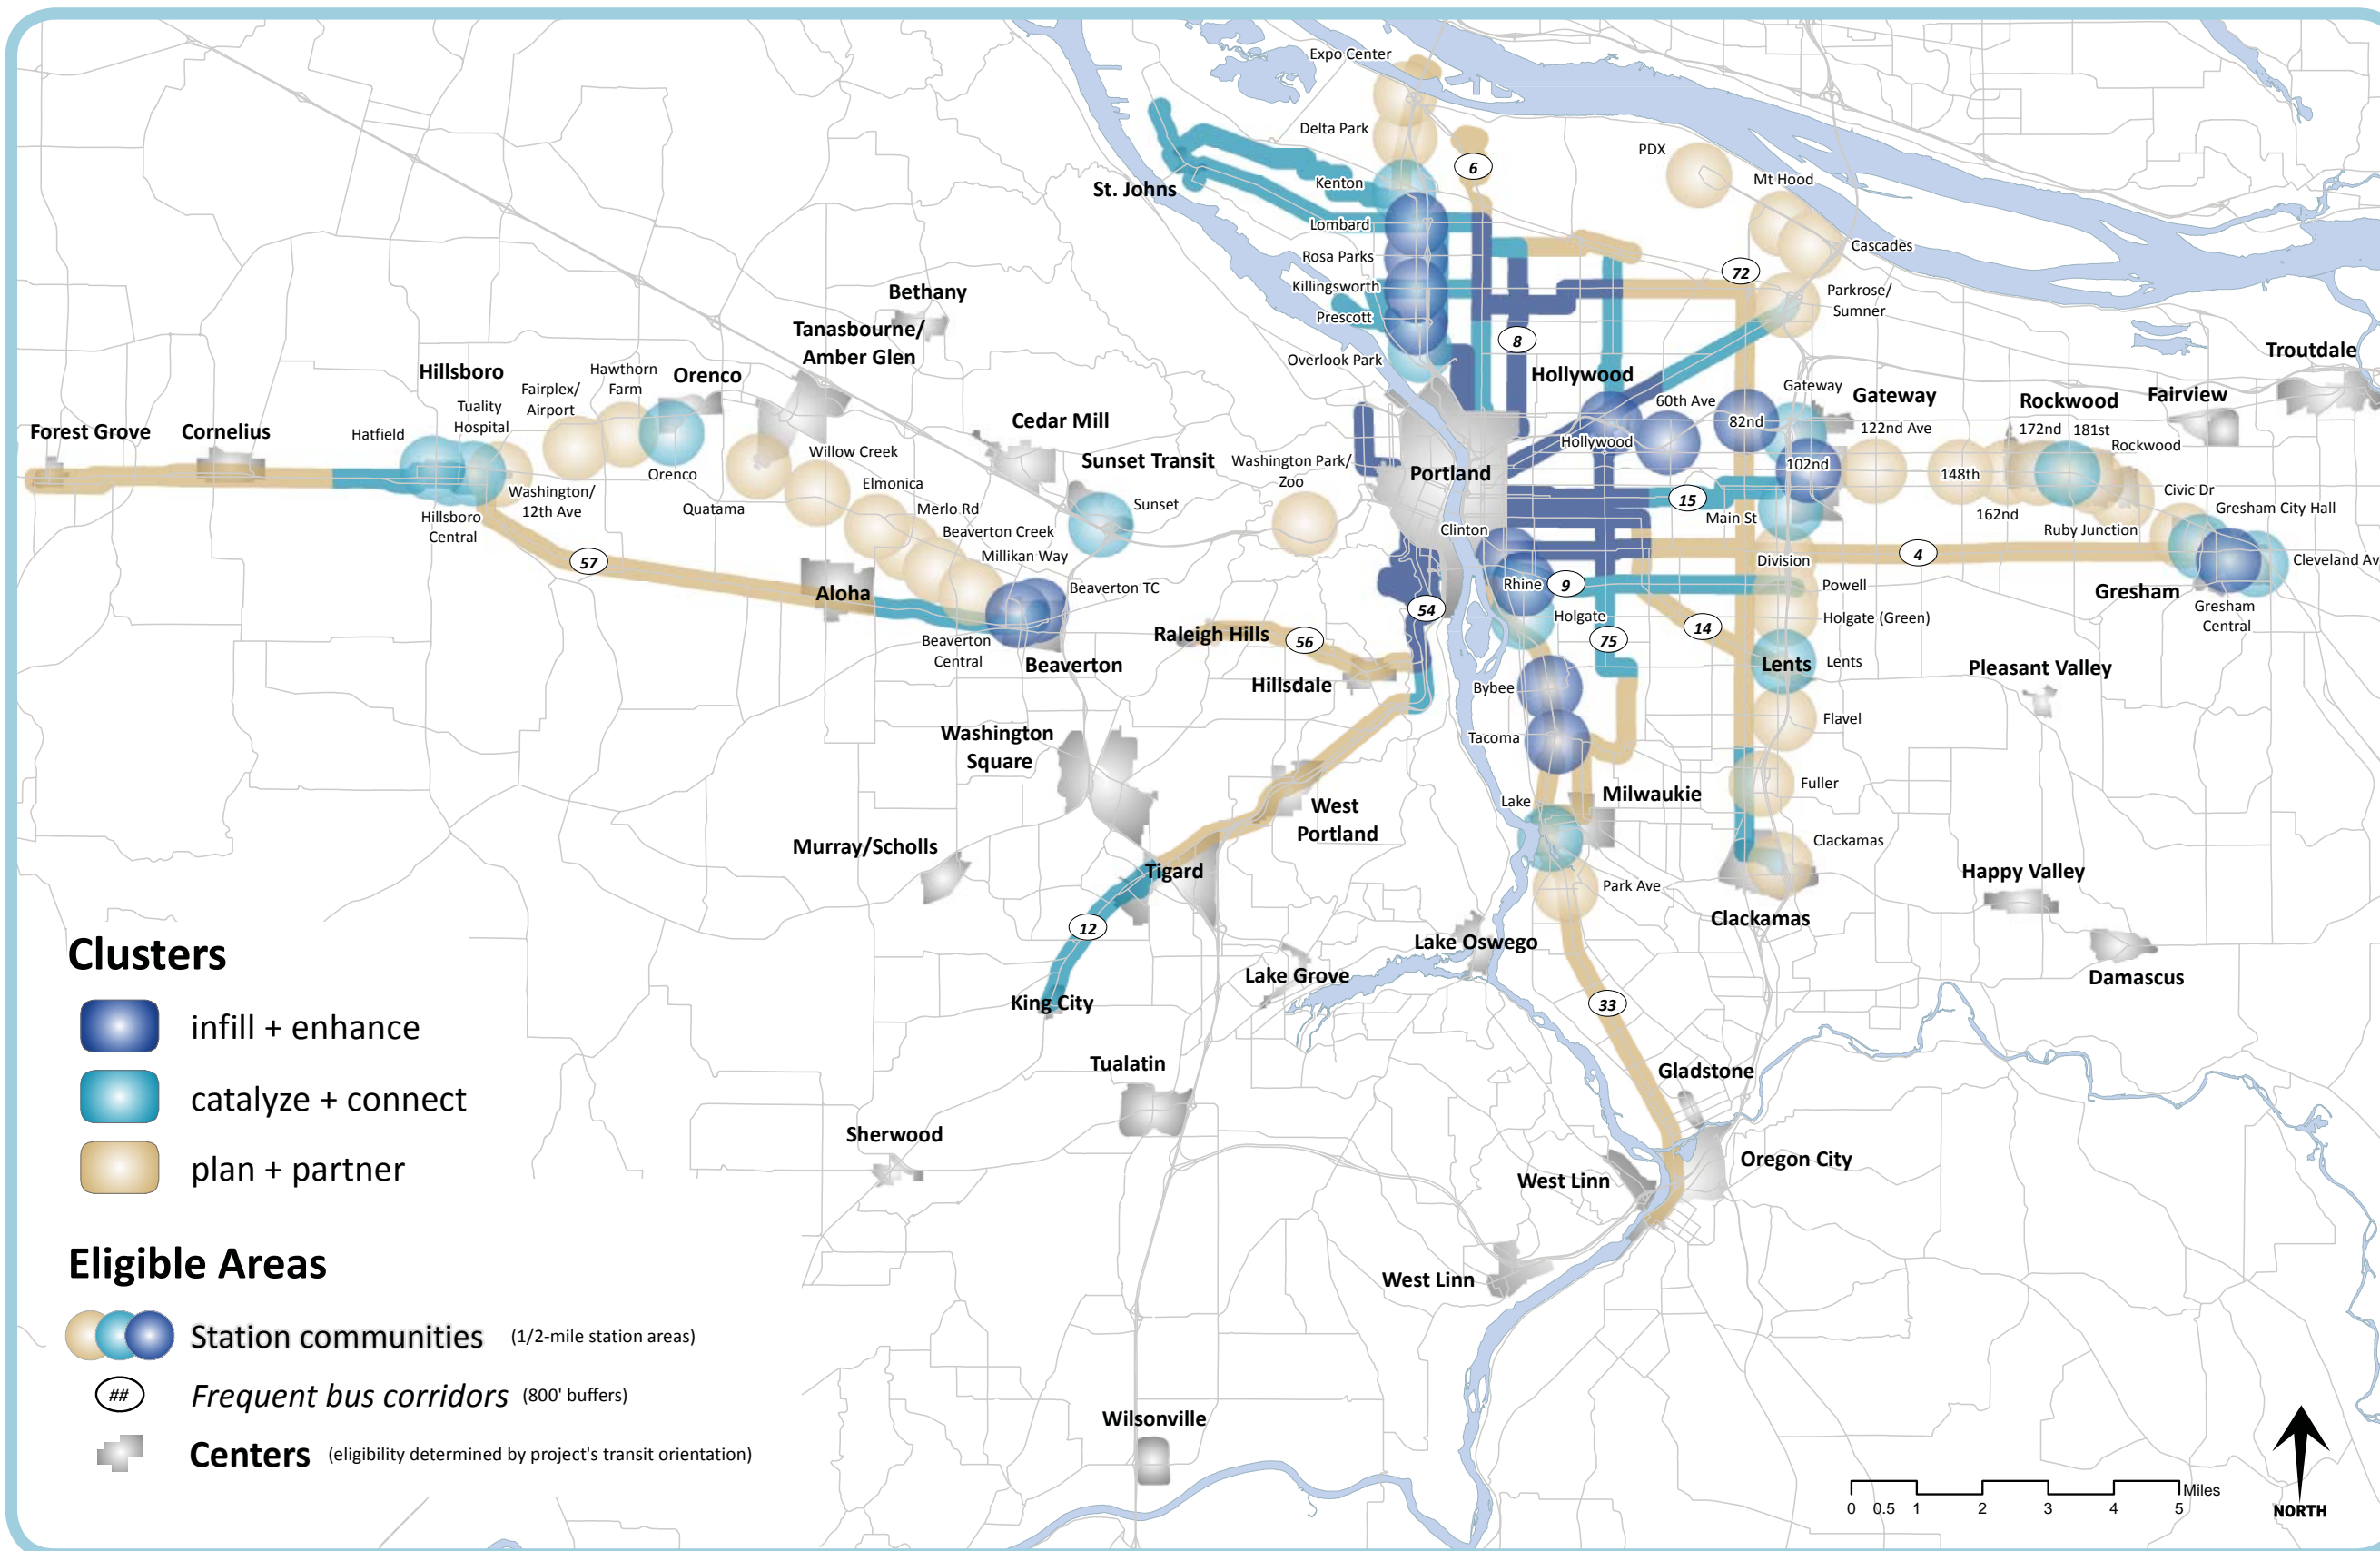 Expo Center
Delta Park
6
PDX
Kenton
Mt Hood
St. Johns
Lombard
Cascades
Rosa Parks
72
Killingsworth
Bethany
Parkrose/
Sumner
Prescott
Tanasbourne/
Amber Glen
8
Overlook Park
Troutdale
Hillsboro
Hawthorn
Farm
Orenco
Hollywood
Gateway
Fairplex/
Airport
60th Ave
Gateway
Rockwood
Fairview
Tuality
Hospital
Cedar Mill
82nd
122nd Ave
172nd
181st
Forest Grove
Cornelius
Hatfield
Hollywood
Rockwood
Willow Creek
Sunset Transit
Washington Park/
Zoo
Portland
102nd
148th
Orenco
Elmonica
Civic Dr
Washington/
12th Ave
Quatama
Merlo Rd
Sunset
15
Gresham City Hall
Hillsboro
Central
Beaverton Creek
Clinton
Main St
162nd
Ruby Junction
Millikan Way
57
Division
4
Cleveland Av
Aloha
Beaverton TC
Rhine
9
Powell
Gresham
54
Holgate
Holgate (Green)
Gresham
Central
Beaverton
Central
Raleigh Hills
56
75
14
Beaverton
Lents
Lents
Pleasant Valley
Hillsdale
Bybee
Flavel
Washington
Square
Tacoma
Fuller
Lake
Milwaukie
West
Portland
Murray/Scholls
Clackamas
Tigard
Park Ave
Happy Valley
12
Clackamas
Lake Oswego
Clusters
Lake Grove
Damascus
King City
33
infill + enhance
Tualatin
Gladstone
catalyze + connect
Sherwood
Oregon City
plan + partner
West Linn
Eligible Areas
West Linn
Station communities (1/2-mile station areas)
## Frequent bus corridors (800' buffers)
Wilsonville
Centers (eligibility determined by project's transit orientation)
Miles
0 0.5 1 2 3 4 5
NORTH